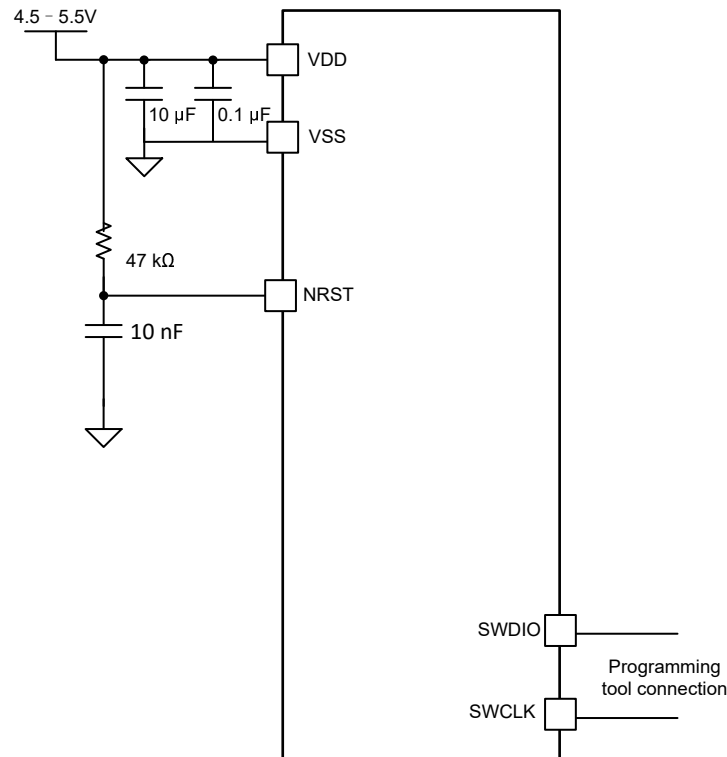 4.5 - 5.5V
VDD
10 µF
0.1 µF
VSS
47 kΩ
NRST
10 nF
SWDIO
Programming
tool connection
SWCLK